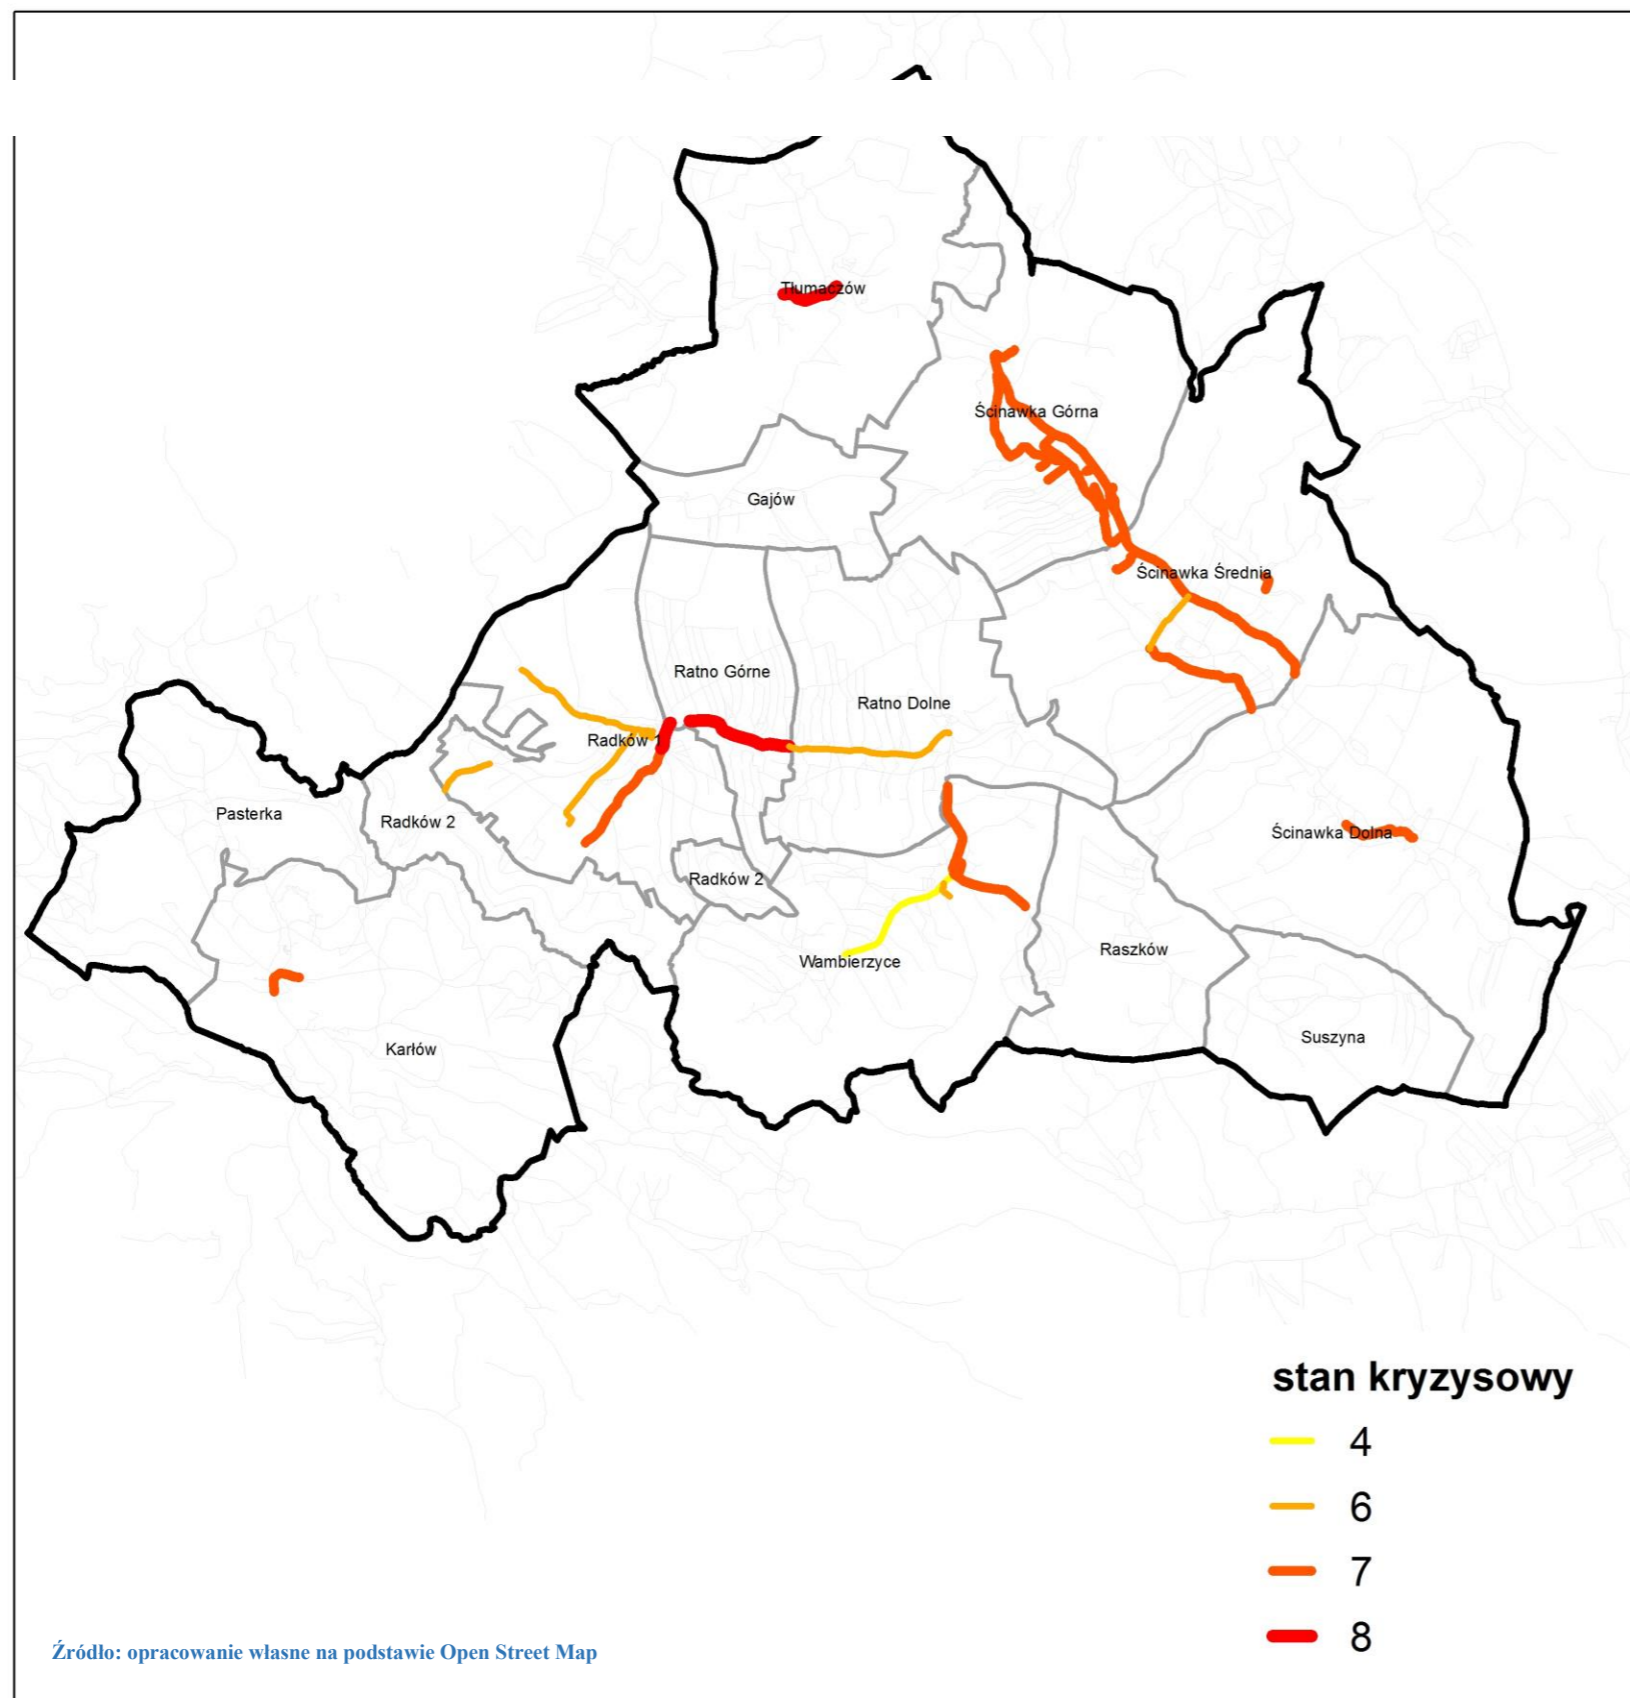 Tłumaczów
Ścinawka Górna
Gajów
Ścinawka Średnia
Ratno Górne
Ratno Dolne
Radków 1
Pasterka
Radków 2
Ścinawka Dolna
Radków 2
Raszków
Wambierzyce
Suszyna
Karłów
stan kryzysowy
4
6
7
8
Źródło: opracowanie własne na podstawie Open Street Map